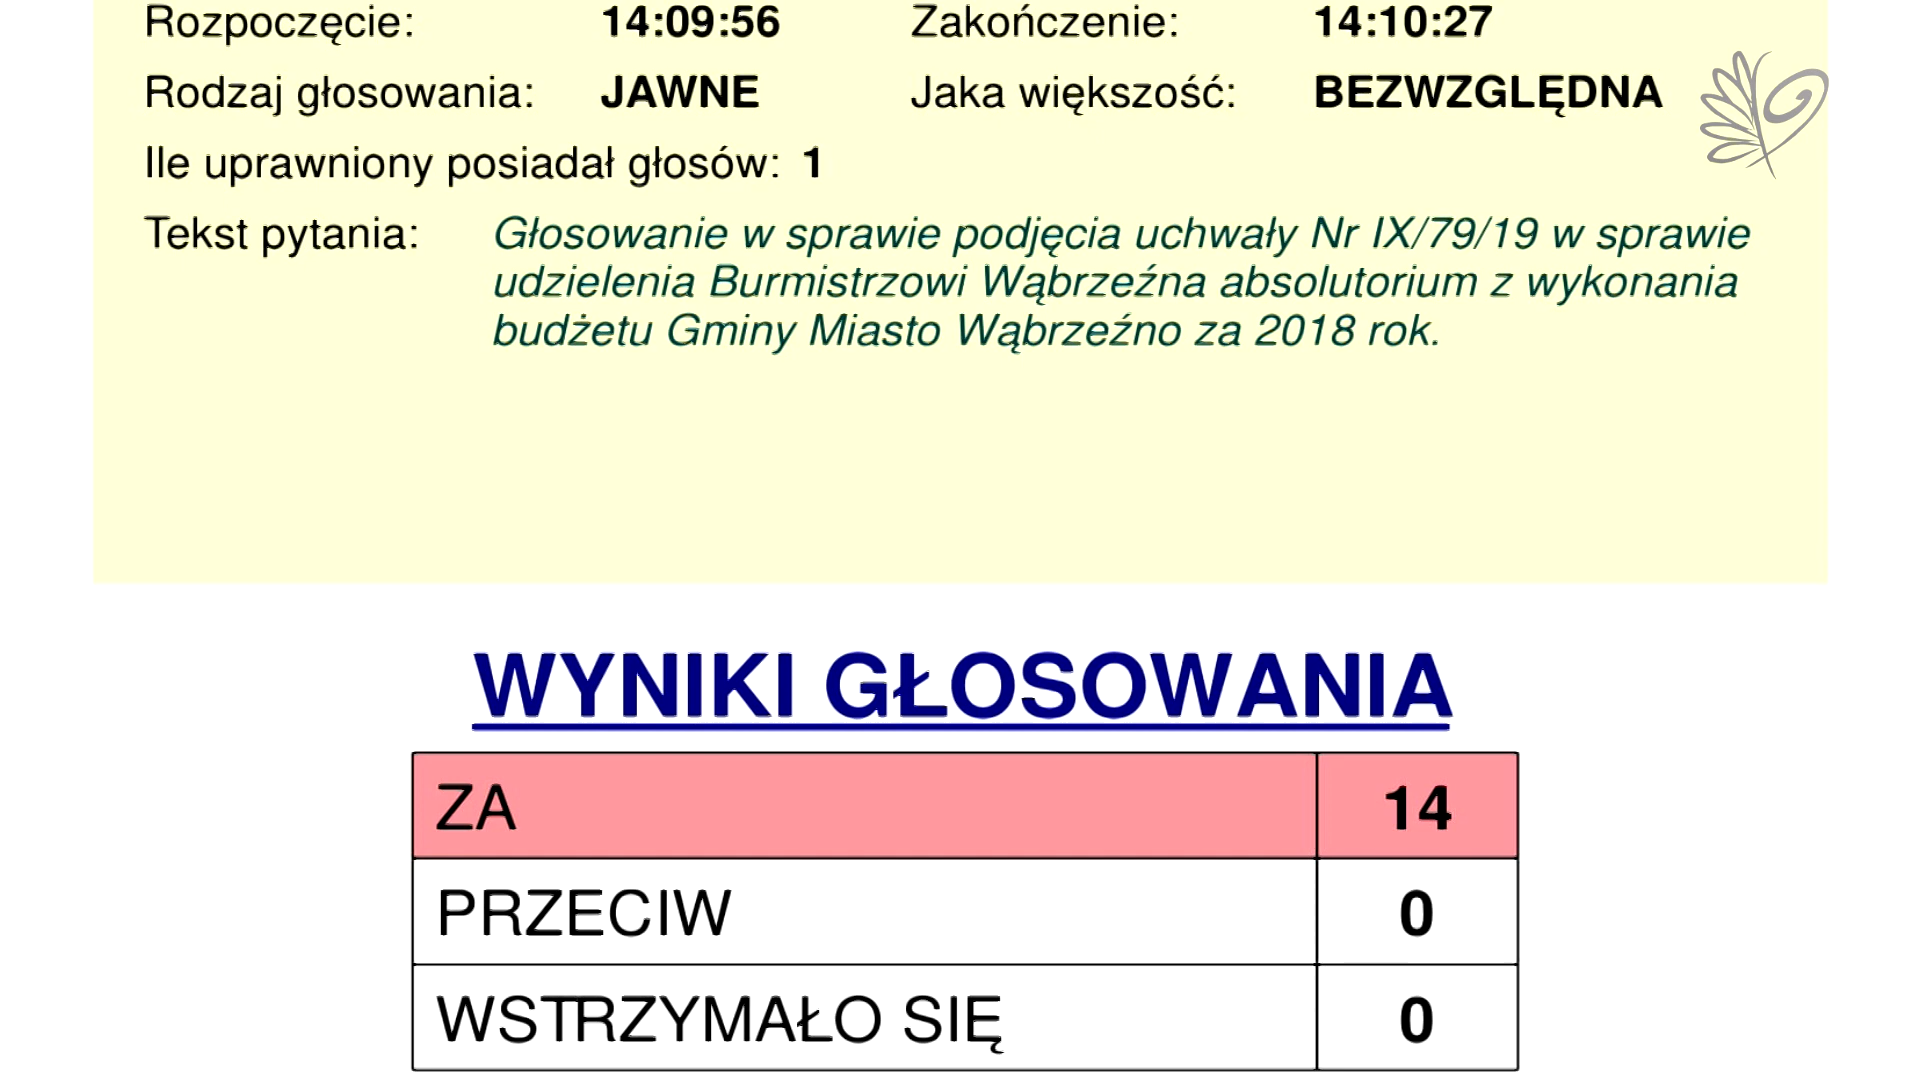 Rozpoczęcie: 14:09:56 Zakończenie: 14:10:27
Rodzaj głosowania: JAWNE Jaka większość: BEZWZGLĘDNA
Ile uprawniony posiadał głosów: 1
Tekst pytania: Głosowanie w sprawie podjęcia uchwały Nr IX/79/19 w sprawie
udzielenia Burmistrzowi Wąbrzeźna absolutorium z wykonania
budżetu Gminy Miasto Wąbrzeźno za 2018 rok.
WYNIKI GŁOSOWANIA
ZA 14
PRZECIW 0
WSTRZYMAŁO SIĘ 0